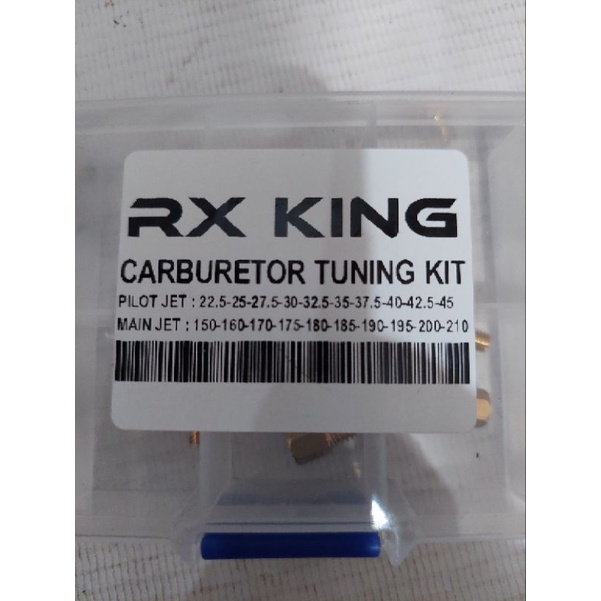 RX KING
CARBURETOR TUNING KIT
PILOT JET : 22.5-25-27.5-30-32.5-35-37.5-40-42.5-45
MAIN JET : 150-160-170-175-180-185-190-195-200-210